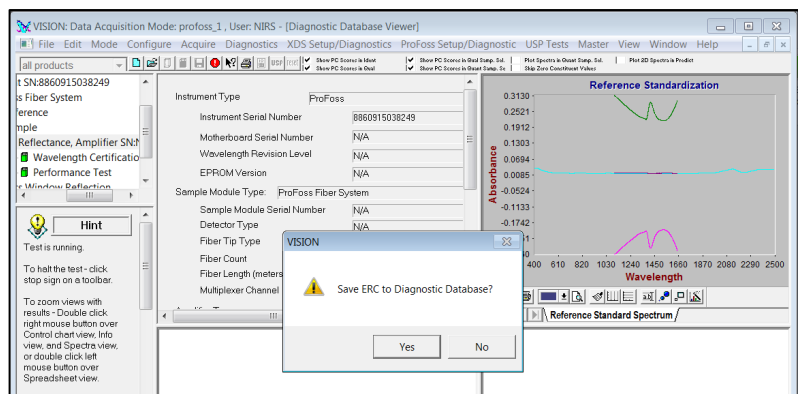 VISION: Data Acquisition Mode: profoss_1 , User: NIRS - [Diagnostic Database Viewer]
File Edit Mode Configure Acquire Diagnostics XDS Setup/Diagnostics ProFoss Setup/Diagnostic USP Tests Master View Window Help
all products
Show PC Scores in Ident
Show PC Scores in Qual
Show PC Scores in Qual Samp. Sel.
Show PC Scores in Quant Samp. Se
Plot Spectra in Quant Samp. Sel.
Skip Zero Constituent Values
Plot 2D Spectra in Predict
t SN:8860915038249
ss Fiber System
erence
mple
Reflectance, Amplifier SN:N
Wavelength Certificatio
Performance Test
Window Reflection
Hint
Test is running.
To halt the test - click
stop sign on a toolbar.
To zoom views with
results - Double click
right mouse button over
Control chart view, Info
view, and Spectra view,
or double click left
mouse button over
Spreadsheet view.
Instrument Type ProFoss
Instrument Serial Number 8860915038249
Motherboard Serial Number N/A
Wavelength Revision Level N/A
EPROM Version N/A
Sample Module Type: ProFoss Fiber System
Sample Module Serial Number N/A
Detector Type
Fiber Tip Type
Fiber Count
Fiber Length (meters
Multiplexer Channel
VISION
Save ERC to Diagnostic Database?
Yes No
Reference Standardization
Absorbance
0.3130
0.2521
0.1912
0.1303
0.0694
0.0085
-0.0524
-0.1133
-0.1742
400 610 820 1030 1240 1450 1660 1870 2080 2290 2500
Wavelength
Reference Standard Spectrum